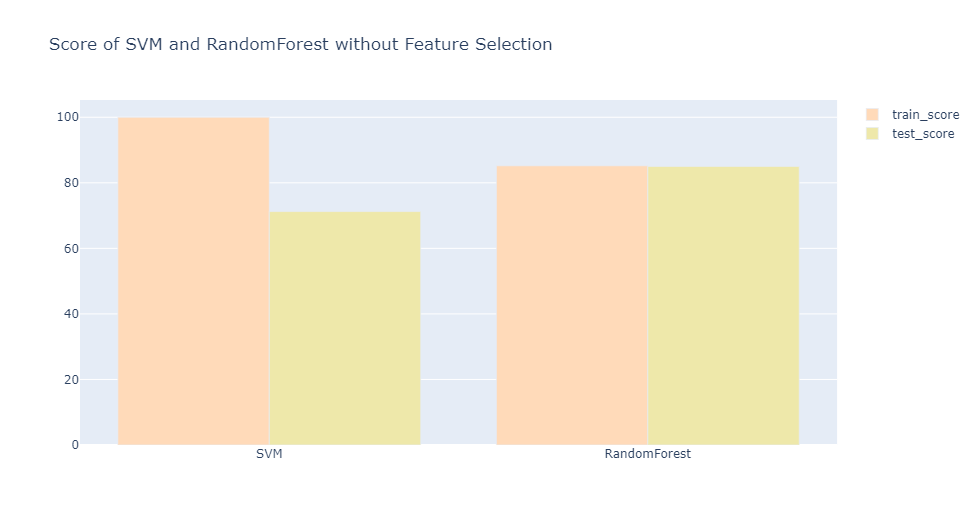 Score of SVM and RandomForest without Feature Selection
100
80
60
40
20
0
SVM
RandomForest
train_score
test_score